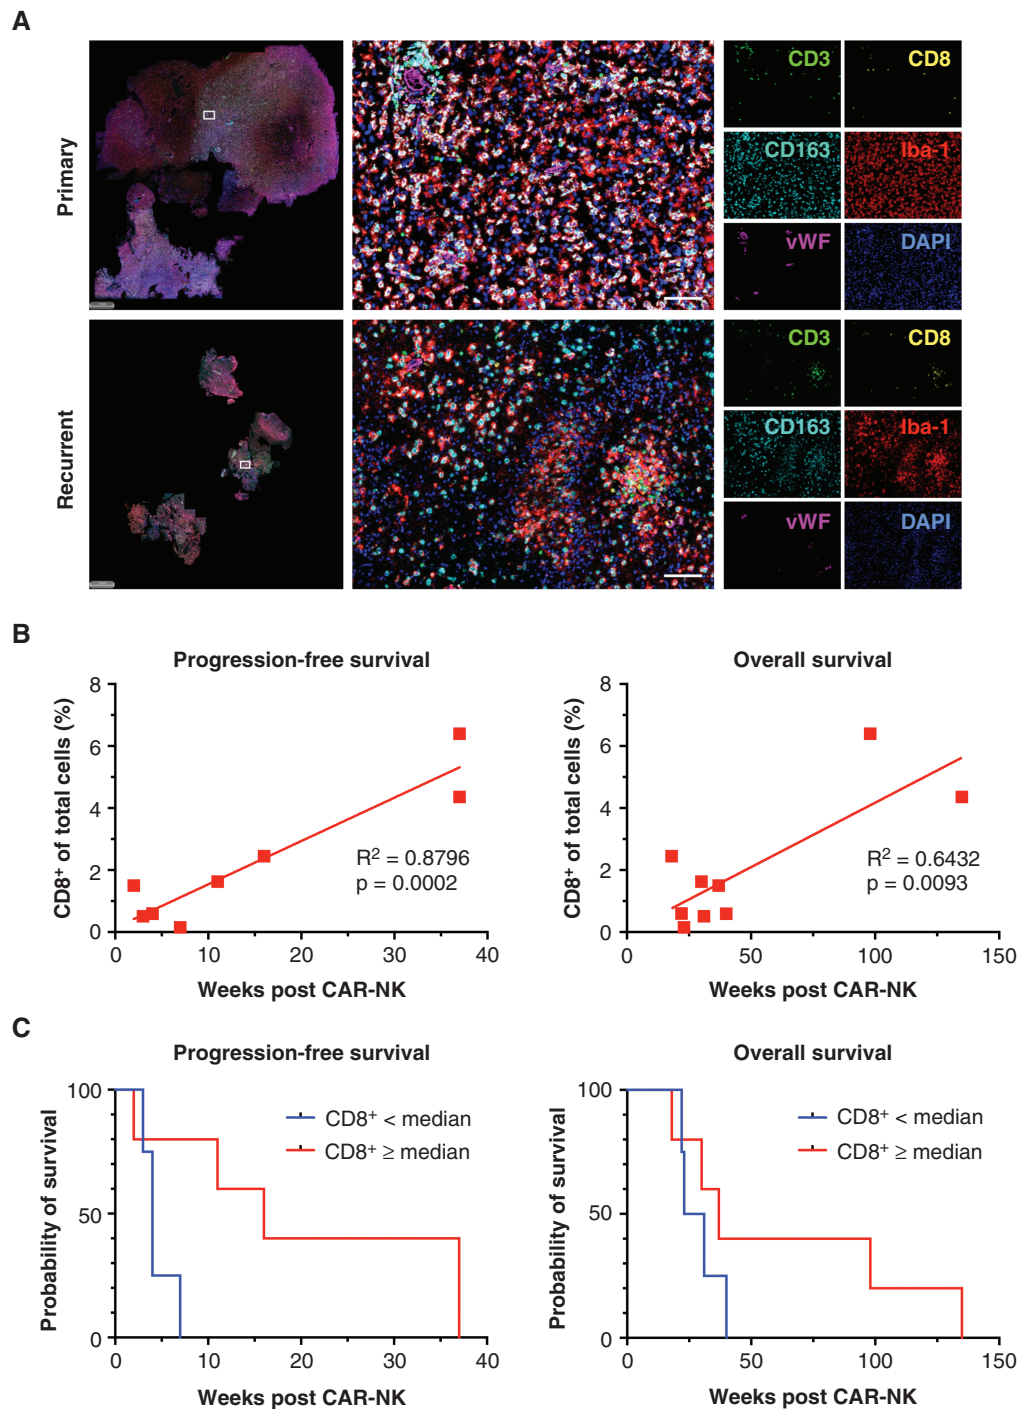 A
Primary
CD3
CD8
CD163
Iba-1
vWF
DAPI
Recurrent
CD3
CD8
CD163
Iba-1
vWF
DAPI
B
Progression-free survival
CD8⁺ of total cells (%)
8
6
4
2
0
R² = 0.8796
p = 0.0002
0
10
20
30
40
Weeks post CAR-NK
Overall survival
CD8⁺ of total cells (%)
8
6
4
2
0
R² = 0.6432
p = 0.0093
0
50
100
150
Weeks post CAR-NK
C
Progression-free survival
Probability of survival
100
50
0
CD8⁺ < median
CD8⁺ ≥ median
0
10
20
30
40
Weeks post CAR-NK
Overall survival
Probability of survival
100
50
0
CD8⁺ < median
CD8⁺ ≥ median
0
50
100
150
Weeks post CAR-NK